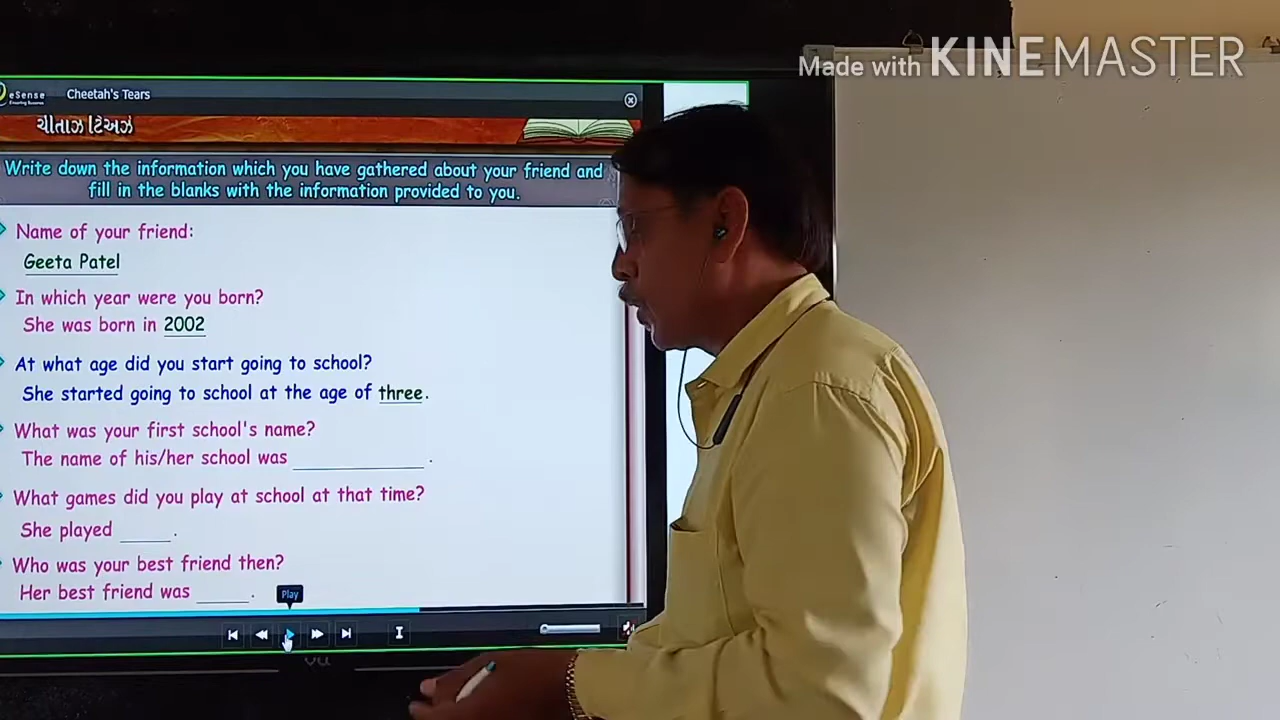 Made with KINEMASTER
eSense
Cheetah's Tears
ચીતાઝ ટિઅર્ઝ
Write down the information which you have gathered about your friend and
fill in the blanks with the information provided to you.
Name of your friend:
Geeta Patel
In which year were you born?
She was born in 2002
At what age did you start going to school?
She started going to school at the age of three.
What was your first school's name?
The name of his/her school was ____________ .
What games did you play at school at that time?
She played _____ .
Who was your best friend then?
Her best friend was _____ .
Play